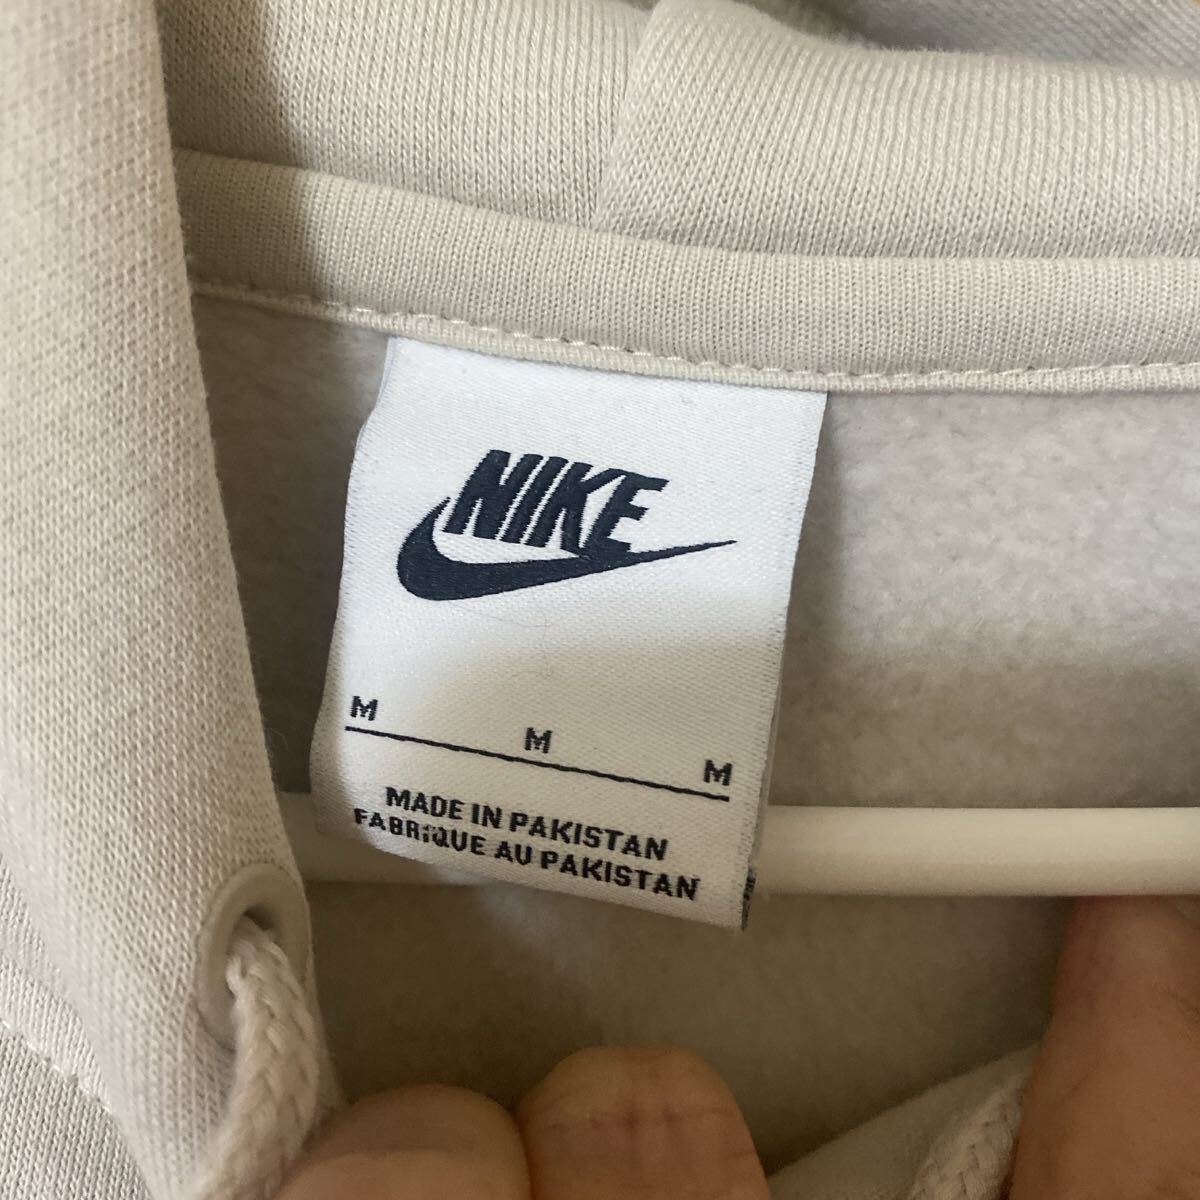 NIKE
M M M
MADE IN PAKISTAN
FABRIQUE AU PAKISTAN